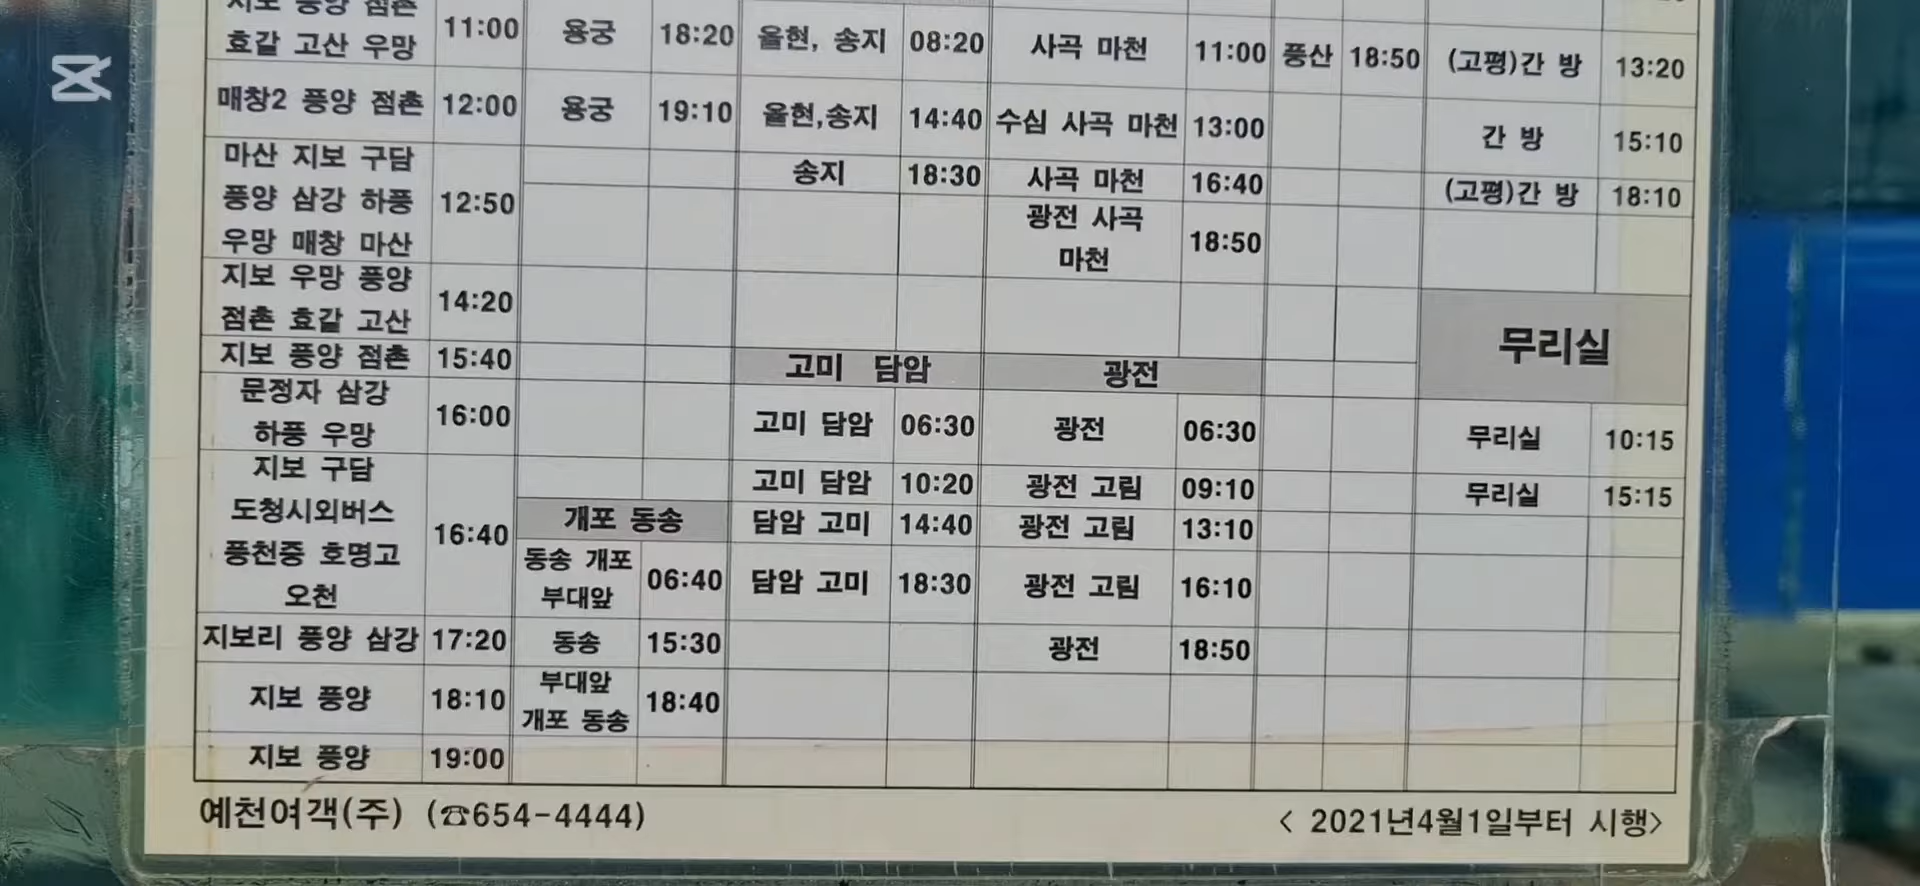 지보 풍양 점촌
효갈 고산 우망 11:00 용궁 18:20 율현, 송지 08:20 사곡 마천 11:00 풍산 18:50 (고평)간 방 13:20
매창2 풍양 점촌 12:00 용궁 19:10 율현,송지 14:40 수심 사곡 마천 13:00 간 방 15:10
마산 지보 구담
풍양 삼강 하풍
우망 매창 마산 12:50
송지 18:30 사곡 마천 16:40 (고평)간 방 18:10
광전 사곡
마천 18:50
지보 우망 풍양
점촌 효갈 고산 14:20
지보 풍양 점촌 15:40 고미 담암 광전 무리실
문정자 삼강
하풍 우망 16:00 고미 담암 06:30 광전 06:30 무리실 10:15
지보 구담
도청시외버스
풍천중 호명고
오천 16:40
고미 담암 10:20 광전 고림 09:10 무리실 15:15
개포 동송 담암 고미 14:40 광전 고림 13:10
동송 개포
부대앞 06:40 담암 고미 18:30 광전 고림 16:10
지보리 풍양 삼강 17:20 동송 15:30 광전 18:50
지보 풍양 18:10
부대앞
개포 동송 18:40
지보 풍양 19:00
예천여객(주) (☎654-4444) < 2021년4월1일부터 시행>